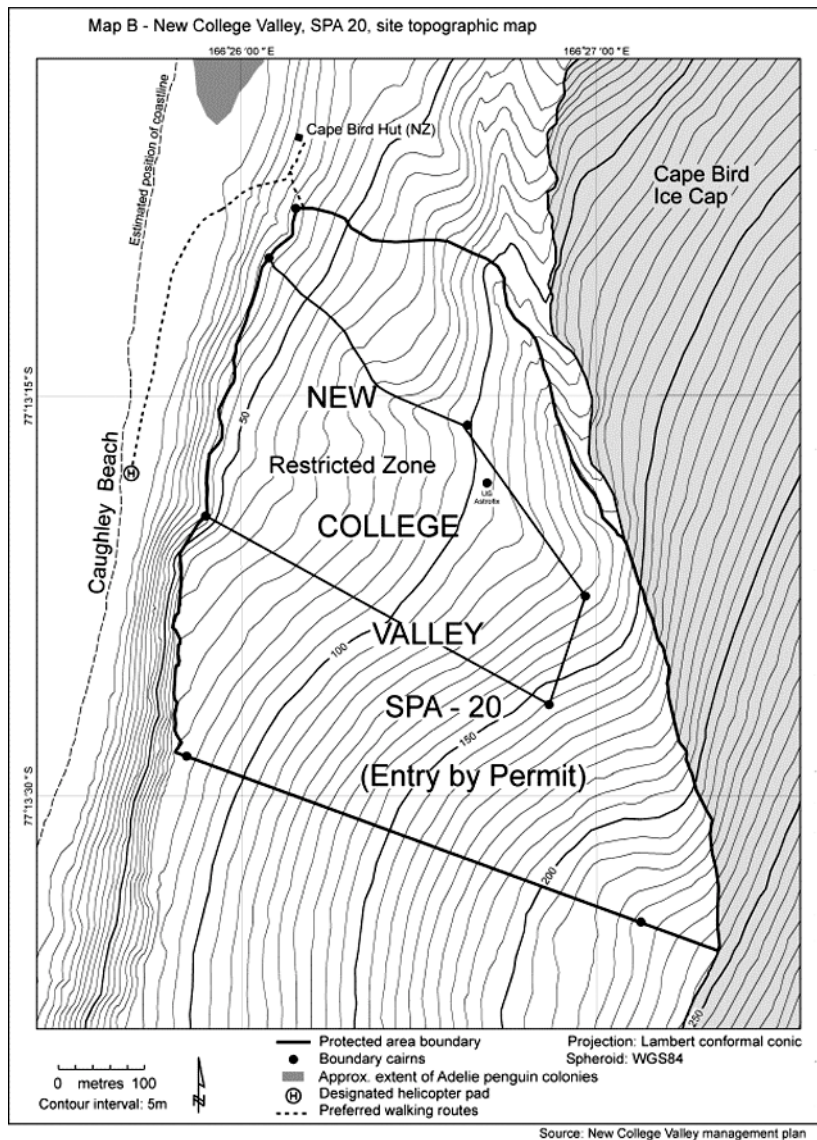 Map B - New College Valley, SPA 20, site topographic map
166°26 '00 " E
166°27 '00 " E
Estimated position of coastline
Cape Bird Hut (NZ)
Cape Bird
Ice Cap
77°13'15" S
NEW
50
Restricted Zone
US
Astrofix
COLLEGE
Caughley Beach
VALLEY
100
SPA - 20
150
(Entry by Permit)
77°13'30" S
200
250
H
Protected area boundary
Boundary cairns
Approx. extent of Adelie penguin colonies
H
Designated helicopter pad
Preferred walking routes
Projection: Lambert conformal conic
Spheroid: WGS84
0 metres 100
Contour interval: 5m
N
Source: New College Valley management plan